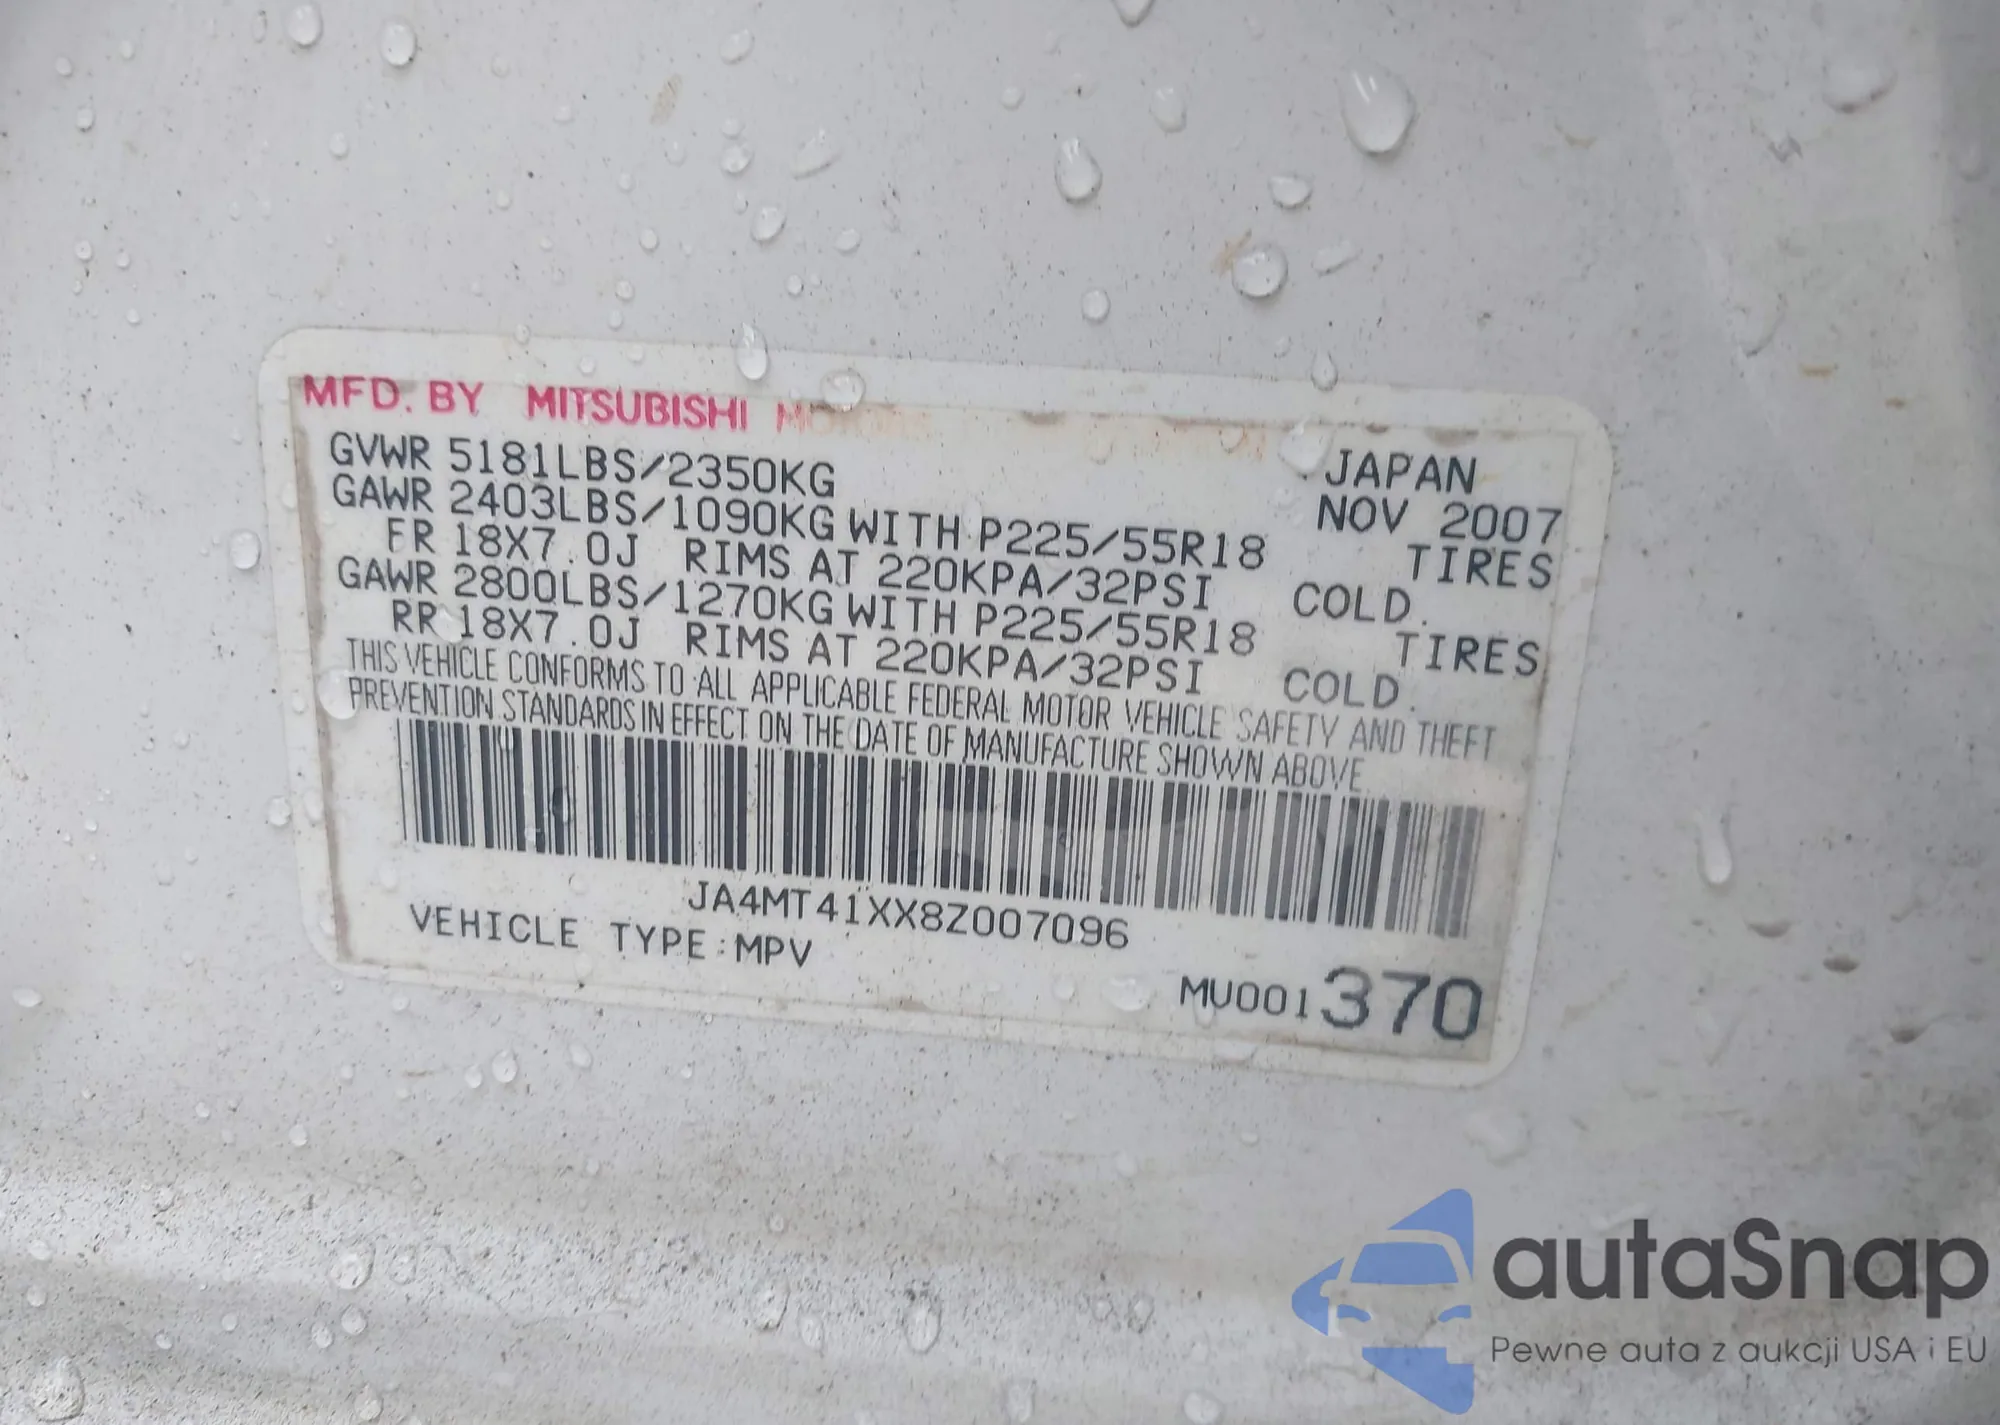 MFD. BY MITSUBISHI MOTORS
JAPAN
GVWR 5181LBS/2350KG NOV 2007
GAWR 2403LBS/1090KG WITH P225/55R18 TIRES
FR 18X7.0J RIMS AT 220KPA/32PSI COLD.
GAWR 2800LBS/1270KG WITH P225/55R18 TIRES
RR 18X7.0J RIMS AT 220KPA/32PSI COLD.
THIS VEHICLE CONFORMS TO ALL APPLICABLE FEDERAL MOTOR VEHICLE SAFETY AND THEFT
PREVENTION STANDARDS IN EFFECT ON THE DATE OF MANUFACTURE SHOWN ABOVE.
JA4MT41XX8Z007096
VEHICLE TYPE:MPV
MU001370
autaSnap
Pewne auta z aukcji USA i EU